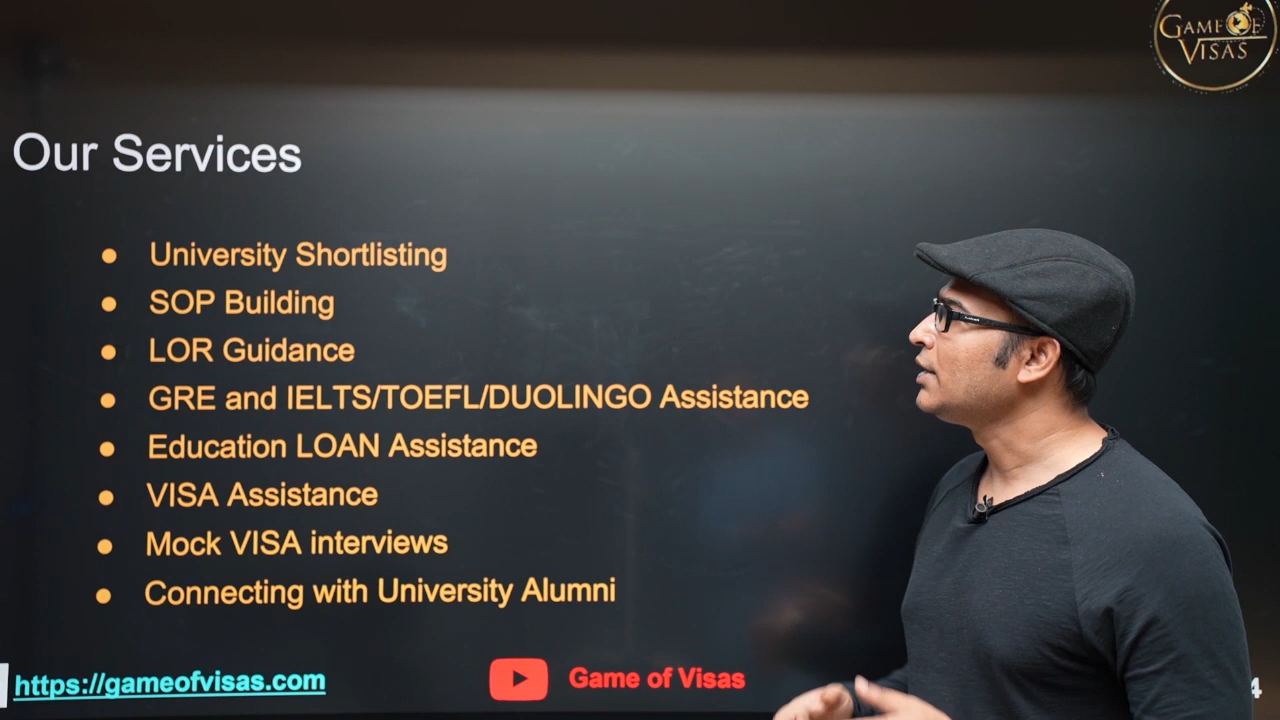 GAME OF
VISAS
Our Services
● University Shortlisting
● SOP Building
● LOR Guidance
● GRE and IELTS/TOEFL/DUOLINGO Assistance
● Education LOAN Assistance
● VISA Assistance
● Mock VISA interviews
● Connecting with University Alumni
https://gameofvisas.com
Game of Visas
4